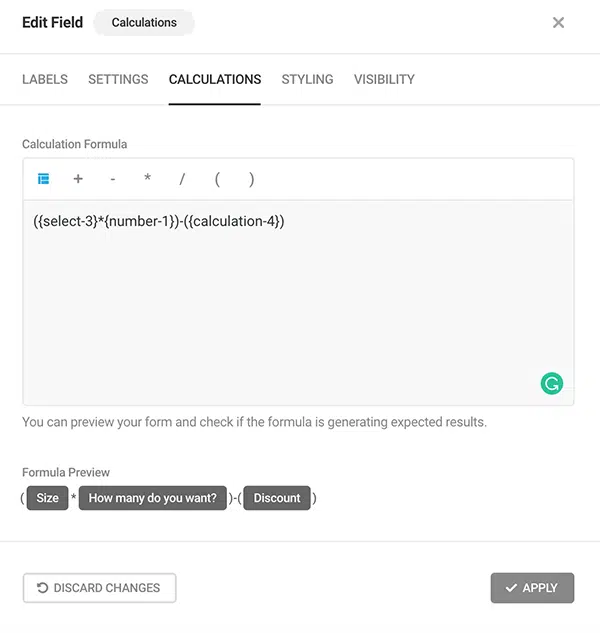 Edit Field Calculations
LABELS SETTINGS CALCULATIONS STYLING VISIBILITY
Calculation Formula
+ - * / ( )
({select-3}*{number-1})-({calculation-4})
You can preview your form and check if the formula is generating expected results.
Formula Preview
( Size * How many do you want? )-( Discount )
DISCARD CHANGES APPLY